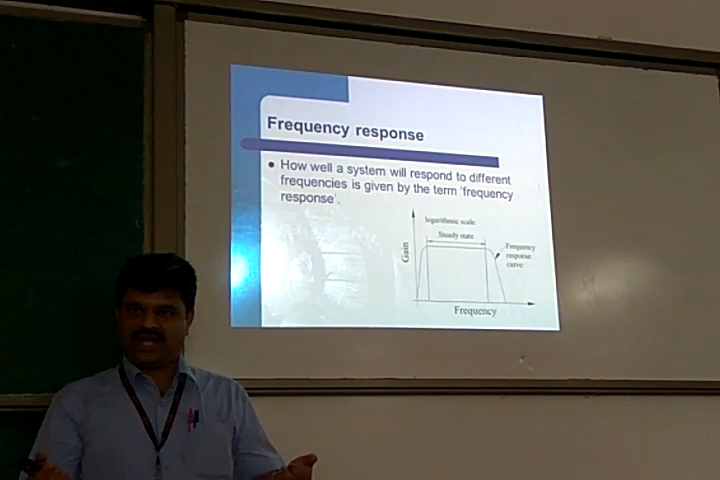 Frequency response
• How well a system will respond to different
frequencies is given by the term 'frequency
response'.
logarithmic scale
Steady state
Gain
Frequency
response
curve
Frequency